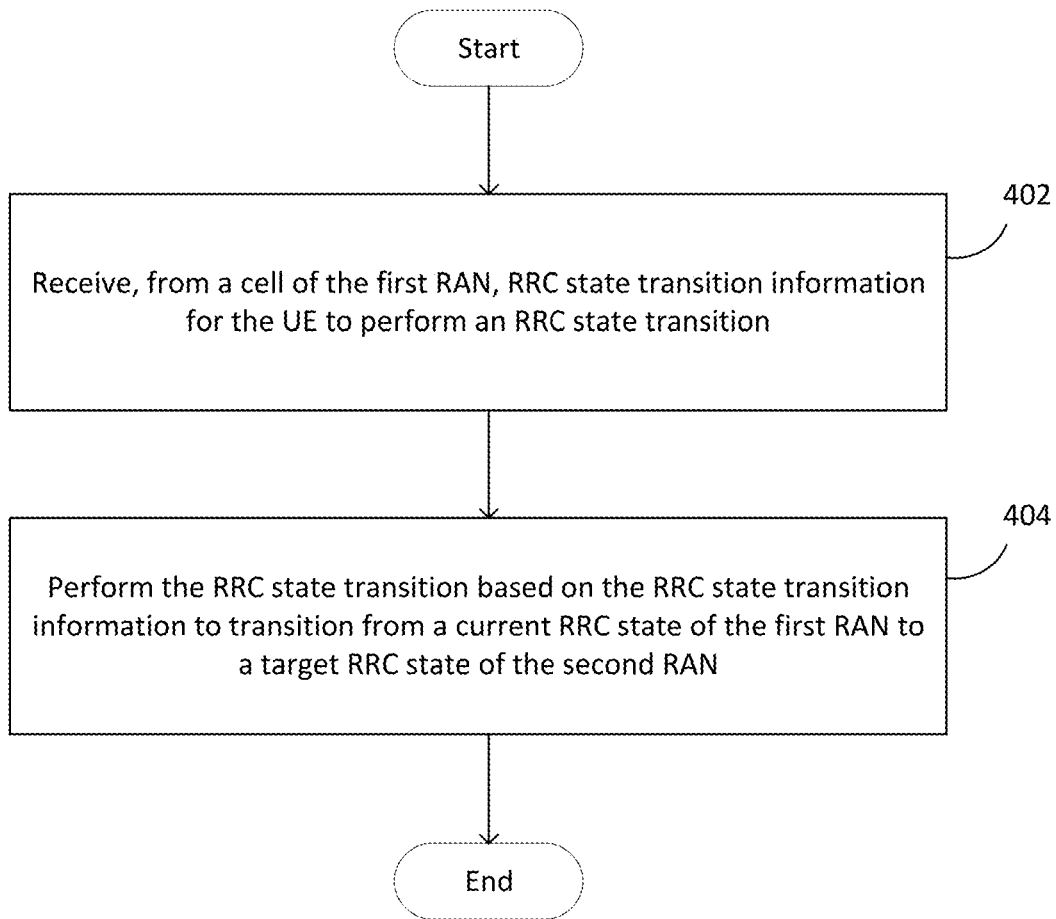 Start
402
Receive, from a cell of the first RAN, RRC state transition information
for the UE to perform an RRC state transition
404
Perform the RRC state transition based on the RRC state transition
information to transition from a current RRC state of the first RAN to
a target RRC state of the second RAN
End